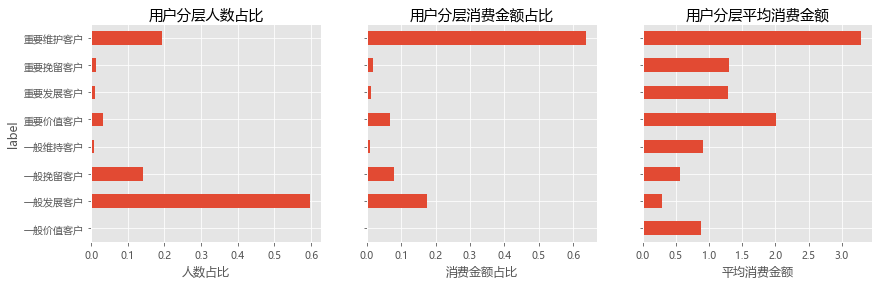 用户分层人数占比
label
重要维护客户
重要挽留客户
重要发展客户
重要价值客户
一般维持客户
一般挽留客户
一般发展客户
一般价值客户
0.0 0.1 0.2 0.3 0.4 0.5 0.6
人数占比
用户分层消费金额占比
0.0 0.1 0.2 0.3 0.4 0.5 0.6
消费金额占比
用户分层平均消费金额
0.0 0.5 1.0 1.5 2.0 2.5 3.0
平均消费金额